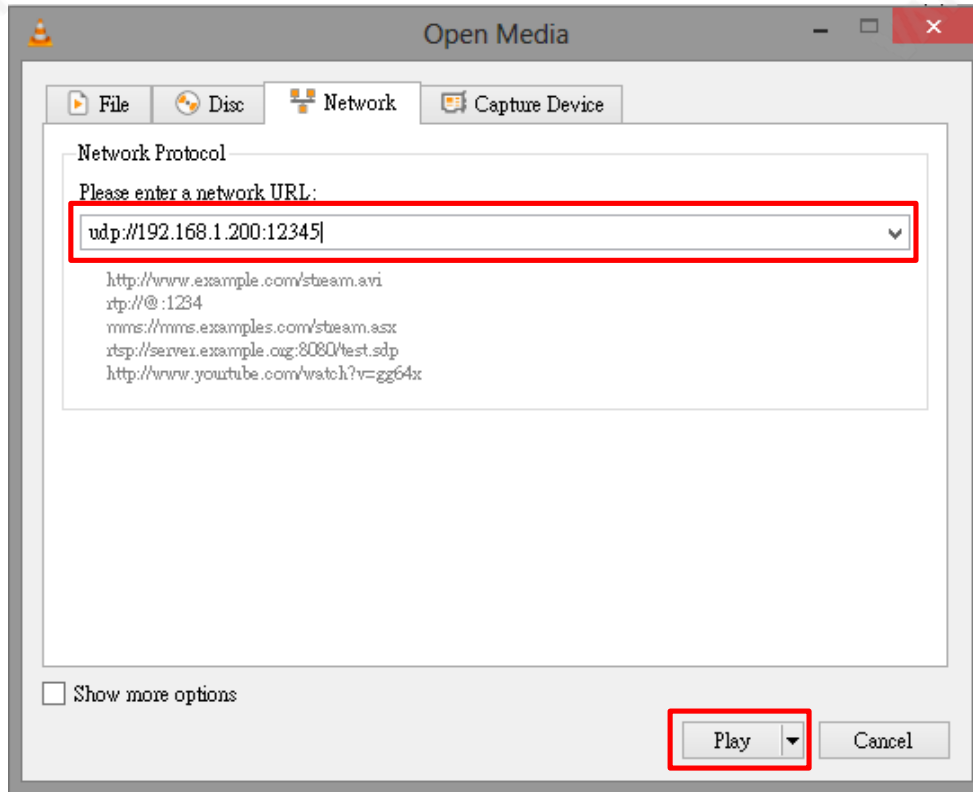 Open Media
File Disc Network Capture Device
Network Protocol
Please enter a network URL:
udp://192.168.1.200:12345
http://www.example.com/stream.avi
rtp://@:1234
mms://mms.examples.com/stream.asx
rtsp://server.example.org:8080/test.sdp
http://www.yourtube.com/watch?v=gg64x
Show more options
Play Cancel